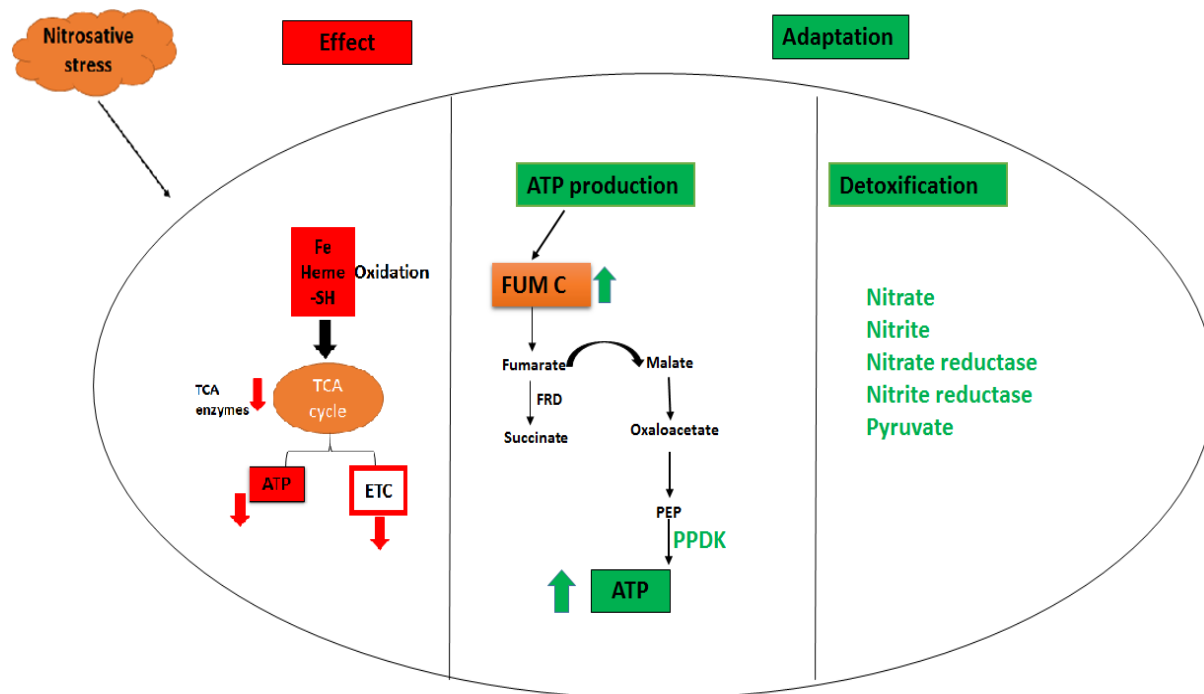 Nitrosative
stress
Effect
Adaptation
ATP production
Detoxification
Fe
Heme
-SH
Oxidation
TCA
enzymes
TCA
cycle
ATP
ETC
FUM C
Fumarate
Malate
FRD
Succinate
Oxaloacetate
PEP
PPDK
ATP
Nitrate
Nitrite
Nitrate reductase
Nitrite reductase
Pyruvate